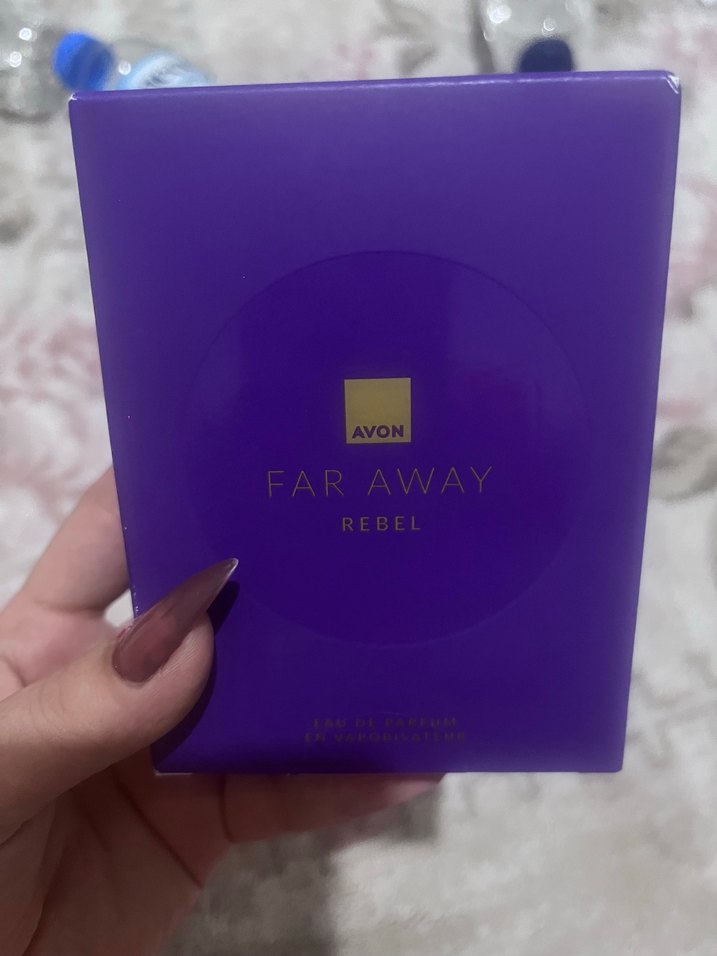 AVON
FAR AWAY
REBEL
EAU DE PARFUM
EN VAPORISATEUR